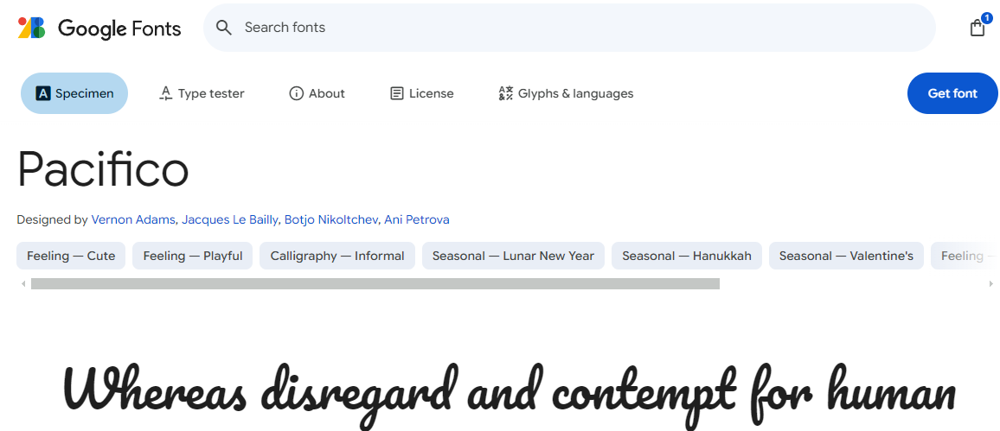 Google Fonts Search fonts 1
Specimen Type tester About License Glyphs & languages Get font
Pacifico
Designed by Vernon Adams, Jacques Le Bailly, Botjo Nikoltchev, Ani Petrova
Feeling — Cute Feeling — Playful Calligraphy — Informal Seasonal — Lunar New Year Seasonal — Hanukkah Seasonal — Valentine's Feeling —
Whereas disregard and contempt for human